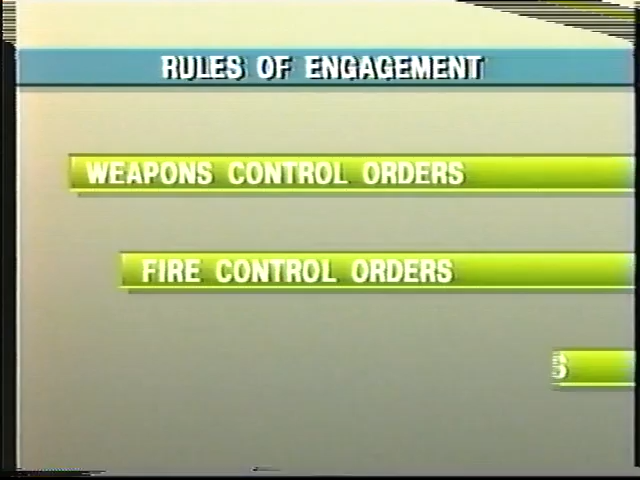 RULES OF ENGAGEMENT
WEAPONS CONTROL ORDERS
FIRE CONTROL ORDERS